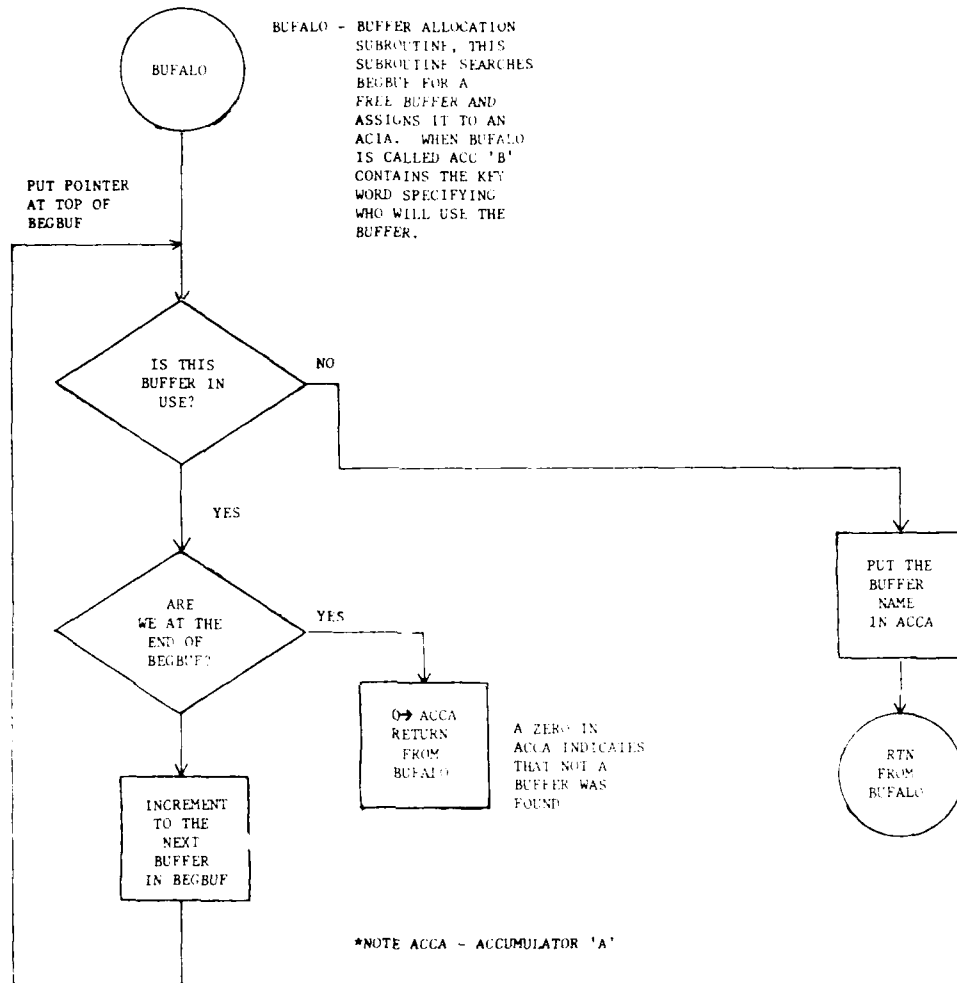 BUFALO
BUFALO - BUFFER ALLOCATION
SUBROUTINE, THIS
SUBROUTINE SEARCHES
BEGBUF FOR A
FREE BUFFER AND
ASSIGNS IT TO AN
ACIA. WHEN BUFALO
IS CALLED ACC 'B'
CONTAINS THE KEY
WORD SPECIFYING
WHO WILL USE THE
BUFFER.
PUT POINTER
AT TOP OF
BEGBUF
IS THIS
BUFFER IN
USE?
NO
YES
ARE
WE AT THE
END OF
BEGBUF?
YES
PUT THE
BUFFER
NAME
IN ACCA
0→ ACCA
RETURN
FROM
BUFALO
A ZERO IN
ACCA INDICATES
THAT NOT A
BUFFER WAS
FOUND
RTN
FROM
BUFALO
INCREMENT
TO THE
NEXT
BUFFER
IN BEGBUF
*NOTE ACCA - ACCUMULATOR 'A'